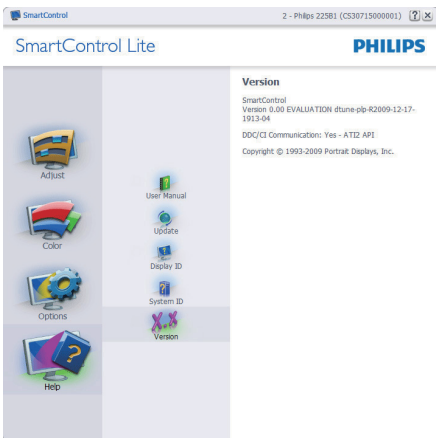 SmartControl
2 - Philips 225B1 (CS30715000001) ? ×
SmartControl Lite
PHILIPS
Adjust
Color
Options
Help
User Manual
Update
Display ID
System ID
X.x
Version
Version
SmartControl
Version 0.00 EVALUATION dtune-plp-R2009-12-17-
1913-04
DDC/CI Communication: Yes - ATI2 API
Copyright © 1993-2009 Portrait Displays, Inc.